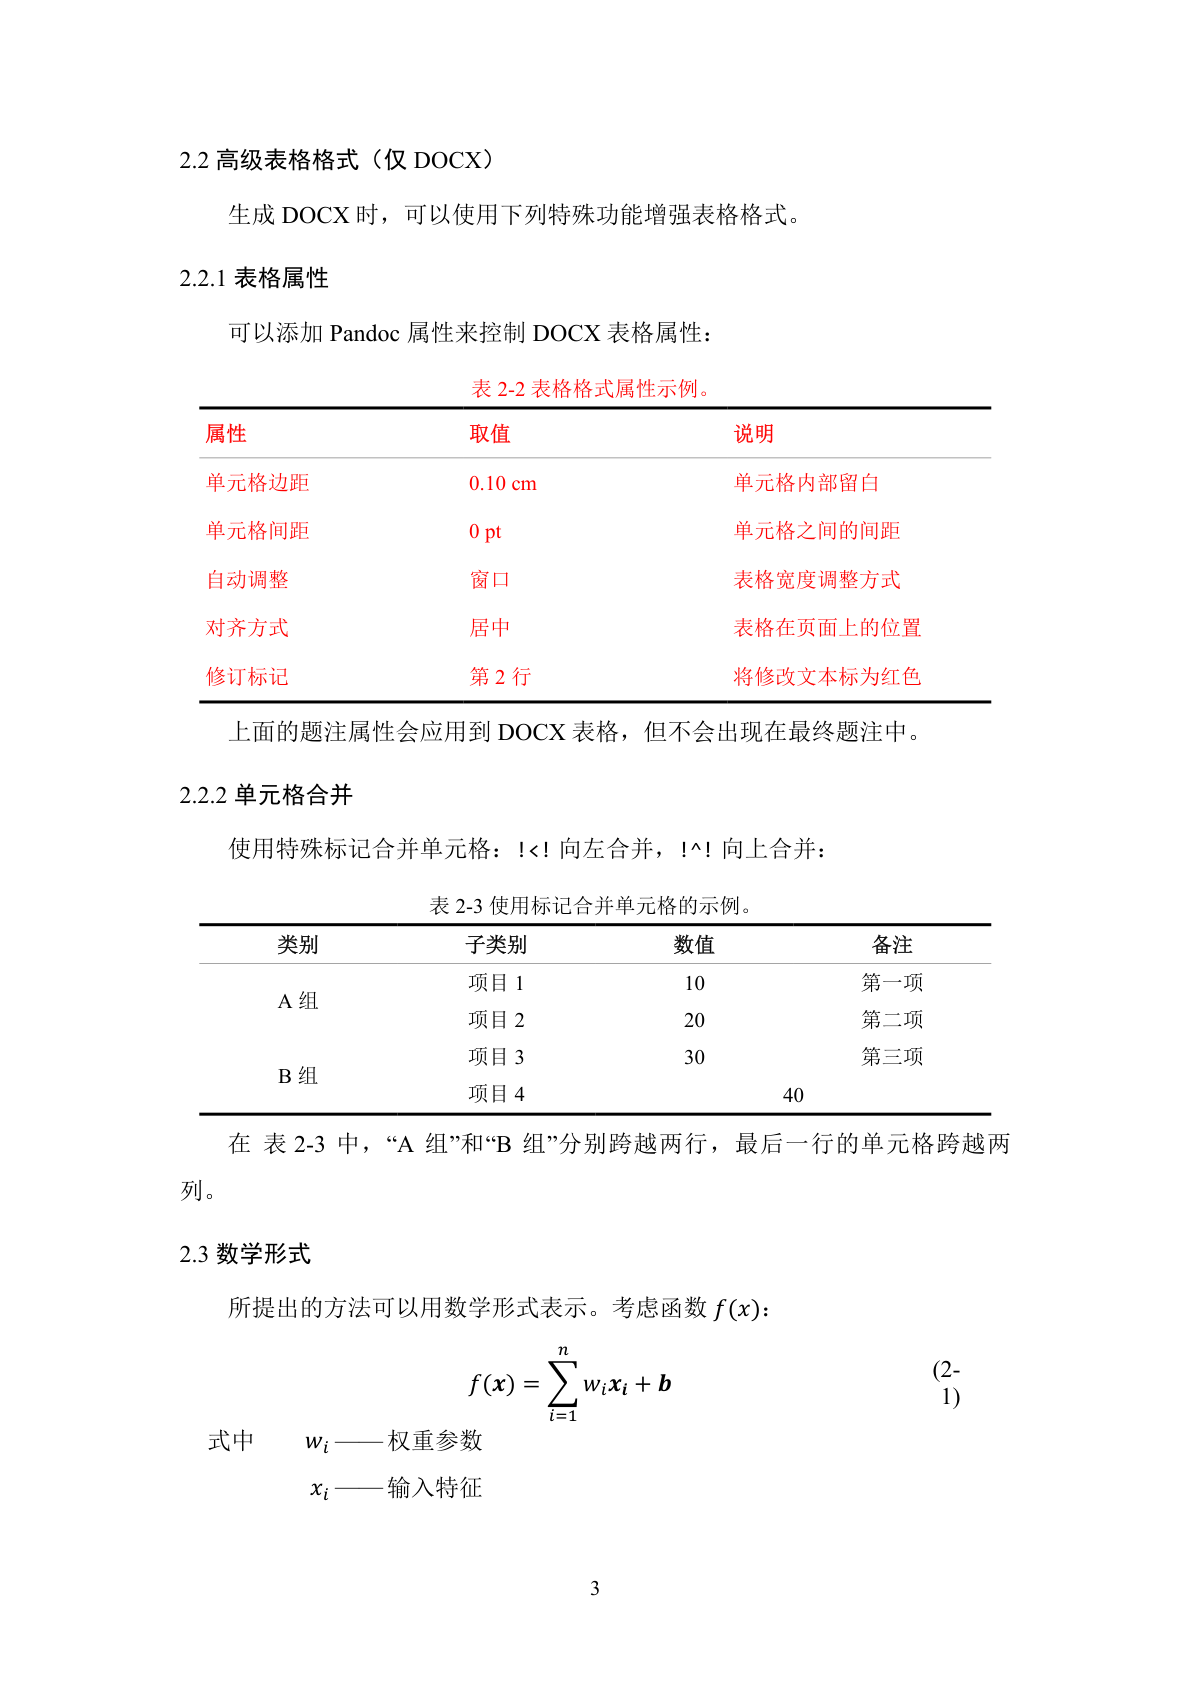 2.2 高级表格格式（仅 DOCX）
生成 DOCX 时，可以使用下列特殊功能增强表格格式。
2.2.1 表格属性
可以添加 Pandoc 属性来控制 DOCX 表格属性：
表 2-2 表格格式属性示例。
属性 取值 说明
单元格边距 0.10 cm 单元格内部留白
单元格间距 0 pt 单元格之间的间距
自动调整 窗口 表格宽度调整方式
对齐方式 居中 表格在页面上的位置
修订标记 第 2 行 将修改文本标为红色
上面的题注属性会应用到 DOCX 表格，但不会出现在最终题注中。
2.2.2 单元格合并
使用特殊标记合并单元格：!<! 向左合并，!^! 向上合并：
表 2-3 使用标记合并单元格的示例。
类别 子类别 数值 备注
A 组 项目 1 10 第一项
项目 2 20 第二项
B 组 项目 3 30 第三项
项目 4 40
在 表 2-3 中，“A 组”和“B 组”分别跨越两行，最后一行的单元格跨越两
列。
2.3 数学形式
所提出的方法可以用数学形式表示。考虑函数 f(x)：
f(x) = ∑_{i=1}^{n} w_i x_i + b (2-1)
式中 w_i ——权重参数
x_i ——输入特征
3